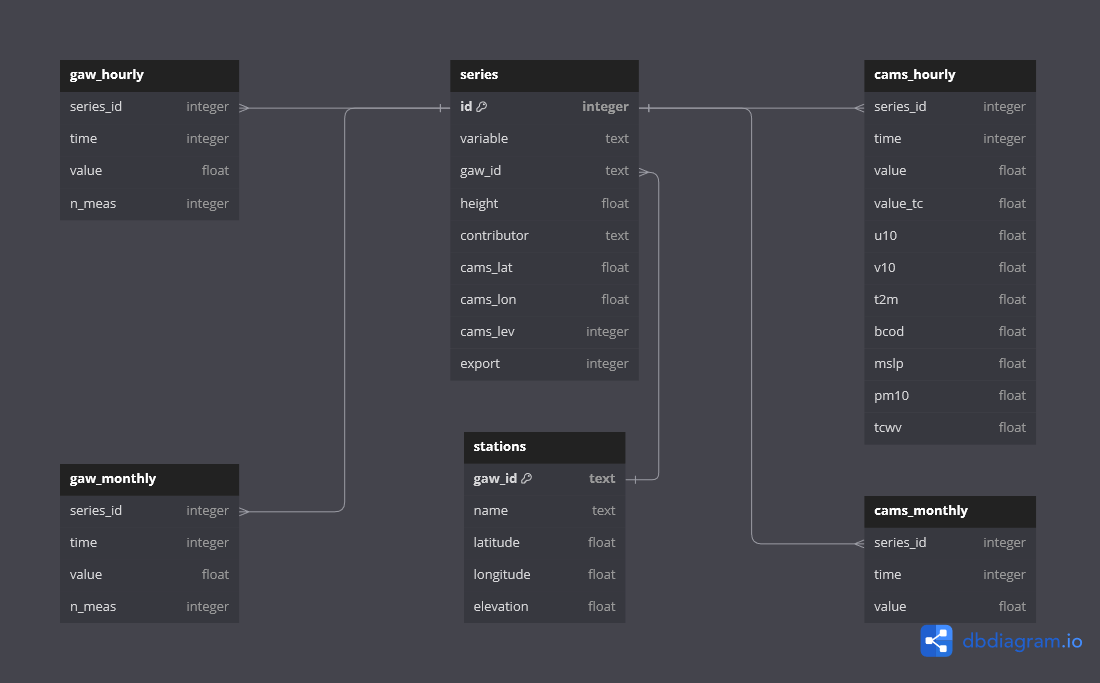 gaw_hourly
series_id integer
time integer
value float
n_meas integer
series
id integer
variable text
gaw_id text
height float
contributor text
cams_lat float
cams_lon float
cams_lev integer
export integer
cams_hourly
series_id integer
time integer
value float
value_tc float
u10 float
v10 float
t2m float
bcod float
mslp float
pm10 float
tcwv float
gaw_monthly
series_id integer
time integer
value float
n_meas integer
stations
gaw_id text
name text
latitude float
longitude float
elevation float
cams_monthly
series_id integer
time integer
value float
dbdiagram.io